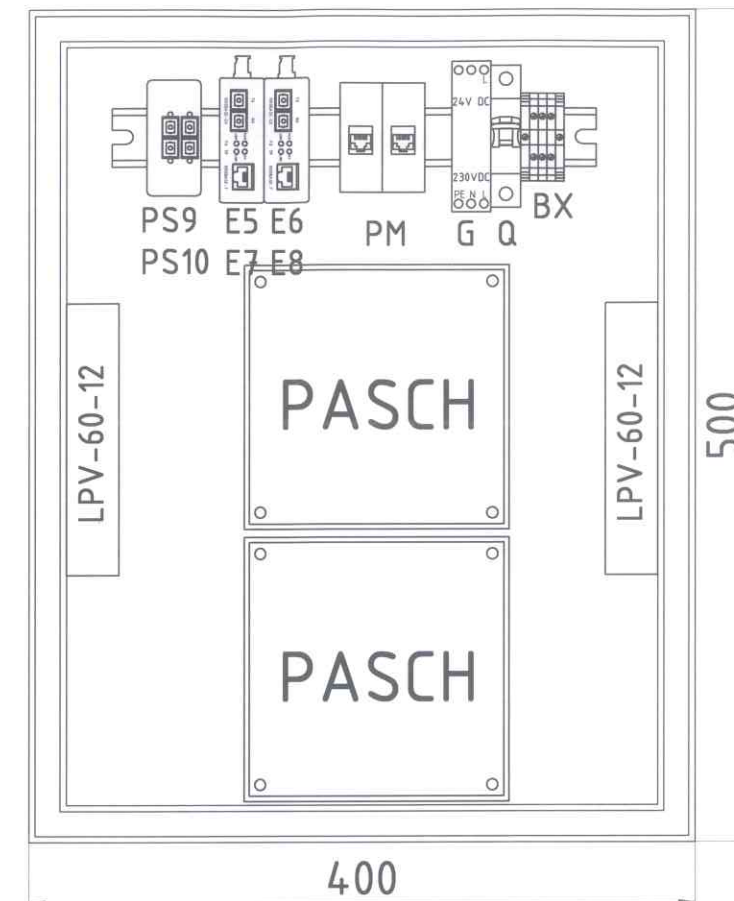 L
24V DC
230VDC
PE N L
PS9 E5 E6 PM G Q BX
PS10 E7 E8
PASCH
LPV-60-12
LPV-60-12
500
PASCH
400